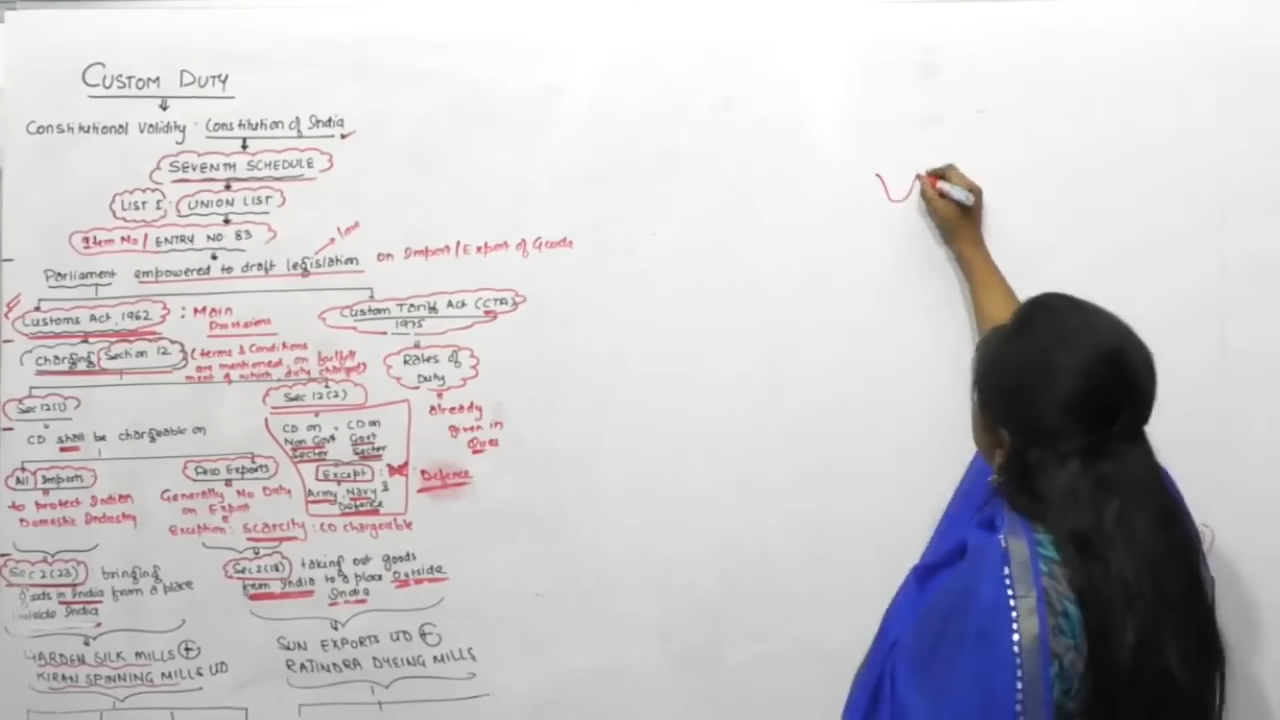 CUSTOM DUTY
Constitutional Validity : Constitution of India
SEVENTH SCHEDULE
LIST I : UNION LIST
Item No / ENTRY NO 83
Law
Parliament empowered to draft legislation on Import/Export of Goods
Customs Act, 1962 : Main Provisions
Custom Tariff Act (CTA) 1975
Charging Section 12
(terms & Conditions
are mentioned, on fulfill
ment of which, duty charged)
Rates of
Duty
already
given in
Ques
Sec 12(1)
CD shall be chargeable on
Sec 12(2)
CD on
Non Govt
Sector
CD on
Govt
Sector
Except : Defence
Army, Navy &
Defence
All Imports
to protect Indian
Domestic Industry
Few Exports
Generally No Duty
on Export
Exception: scarcity : CD chargeable
Sec 2(23) : bringing
goods in India from a place
outside India
Sec 2(18) taking out goods
from India to a place outside
India
GARDEN SILK MILLS
KIRAN SPINNING MILLS LTD
SUN EXPORTS LTD
RATINDRA DYEING MILLS